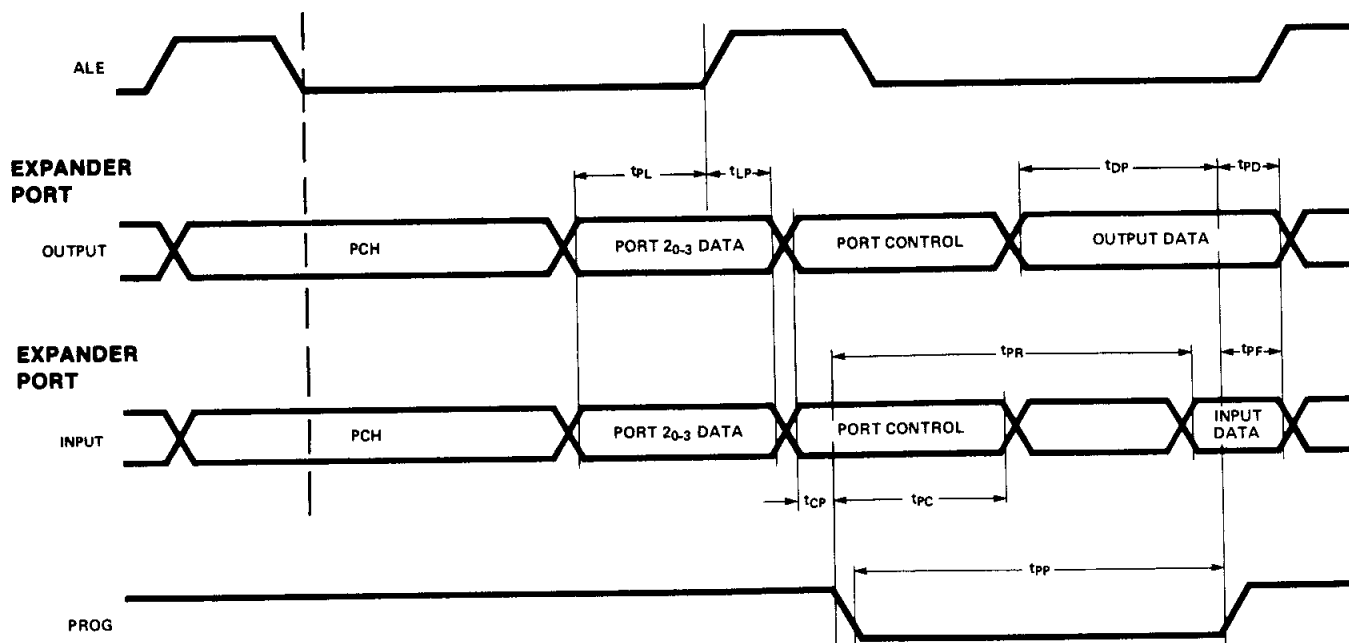 ALE
EXPANDER
PORT
tPL
tLP
tDP
tPD
OUTPUT
PCH
PORT 20-3 DATA
PORT CONTROL
OUTPUT DATA
EXPANDER
PORT
tPR
tPF
INPUT
PCH
PORT 20-3 DATA
PORT CONTROL
INPUT
DATA
tCP
tPC
tPP
PROG